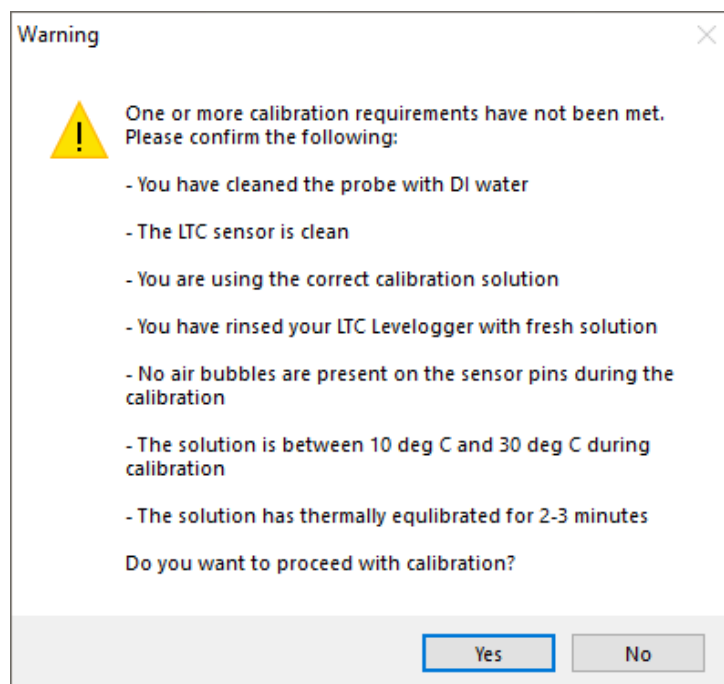 Warning
One or more calibration requirements have not been met.
Please confirm the following:
- You have cleaned the probe with DI water
- The LTC sensor is clean
- You are using the correct calibration solution
- You have rinsed your LTC Levelogger with fresh solution
- No air bubbles are present on the sensor pins during the
calibration
- The solution is between 10 deg C and 30 deg C during
calibration
- The solution has thermally equlibrated for 2-3 minutes
Do you want to proceed with calibration?
Yes No